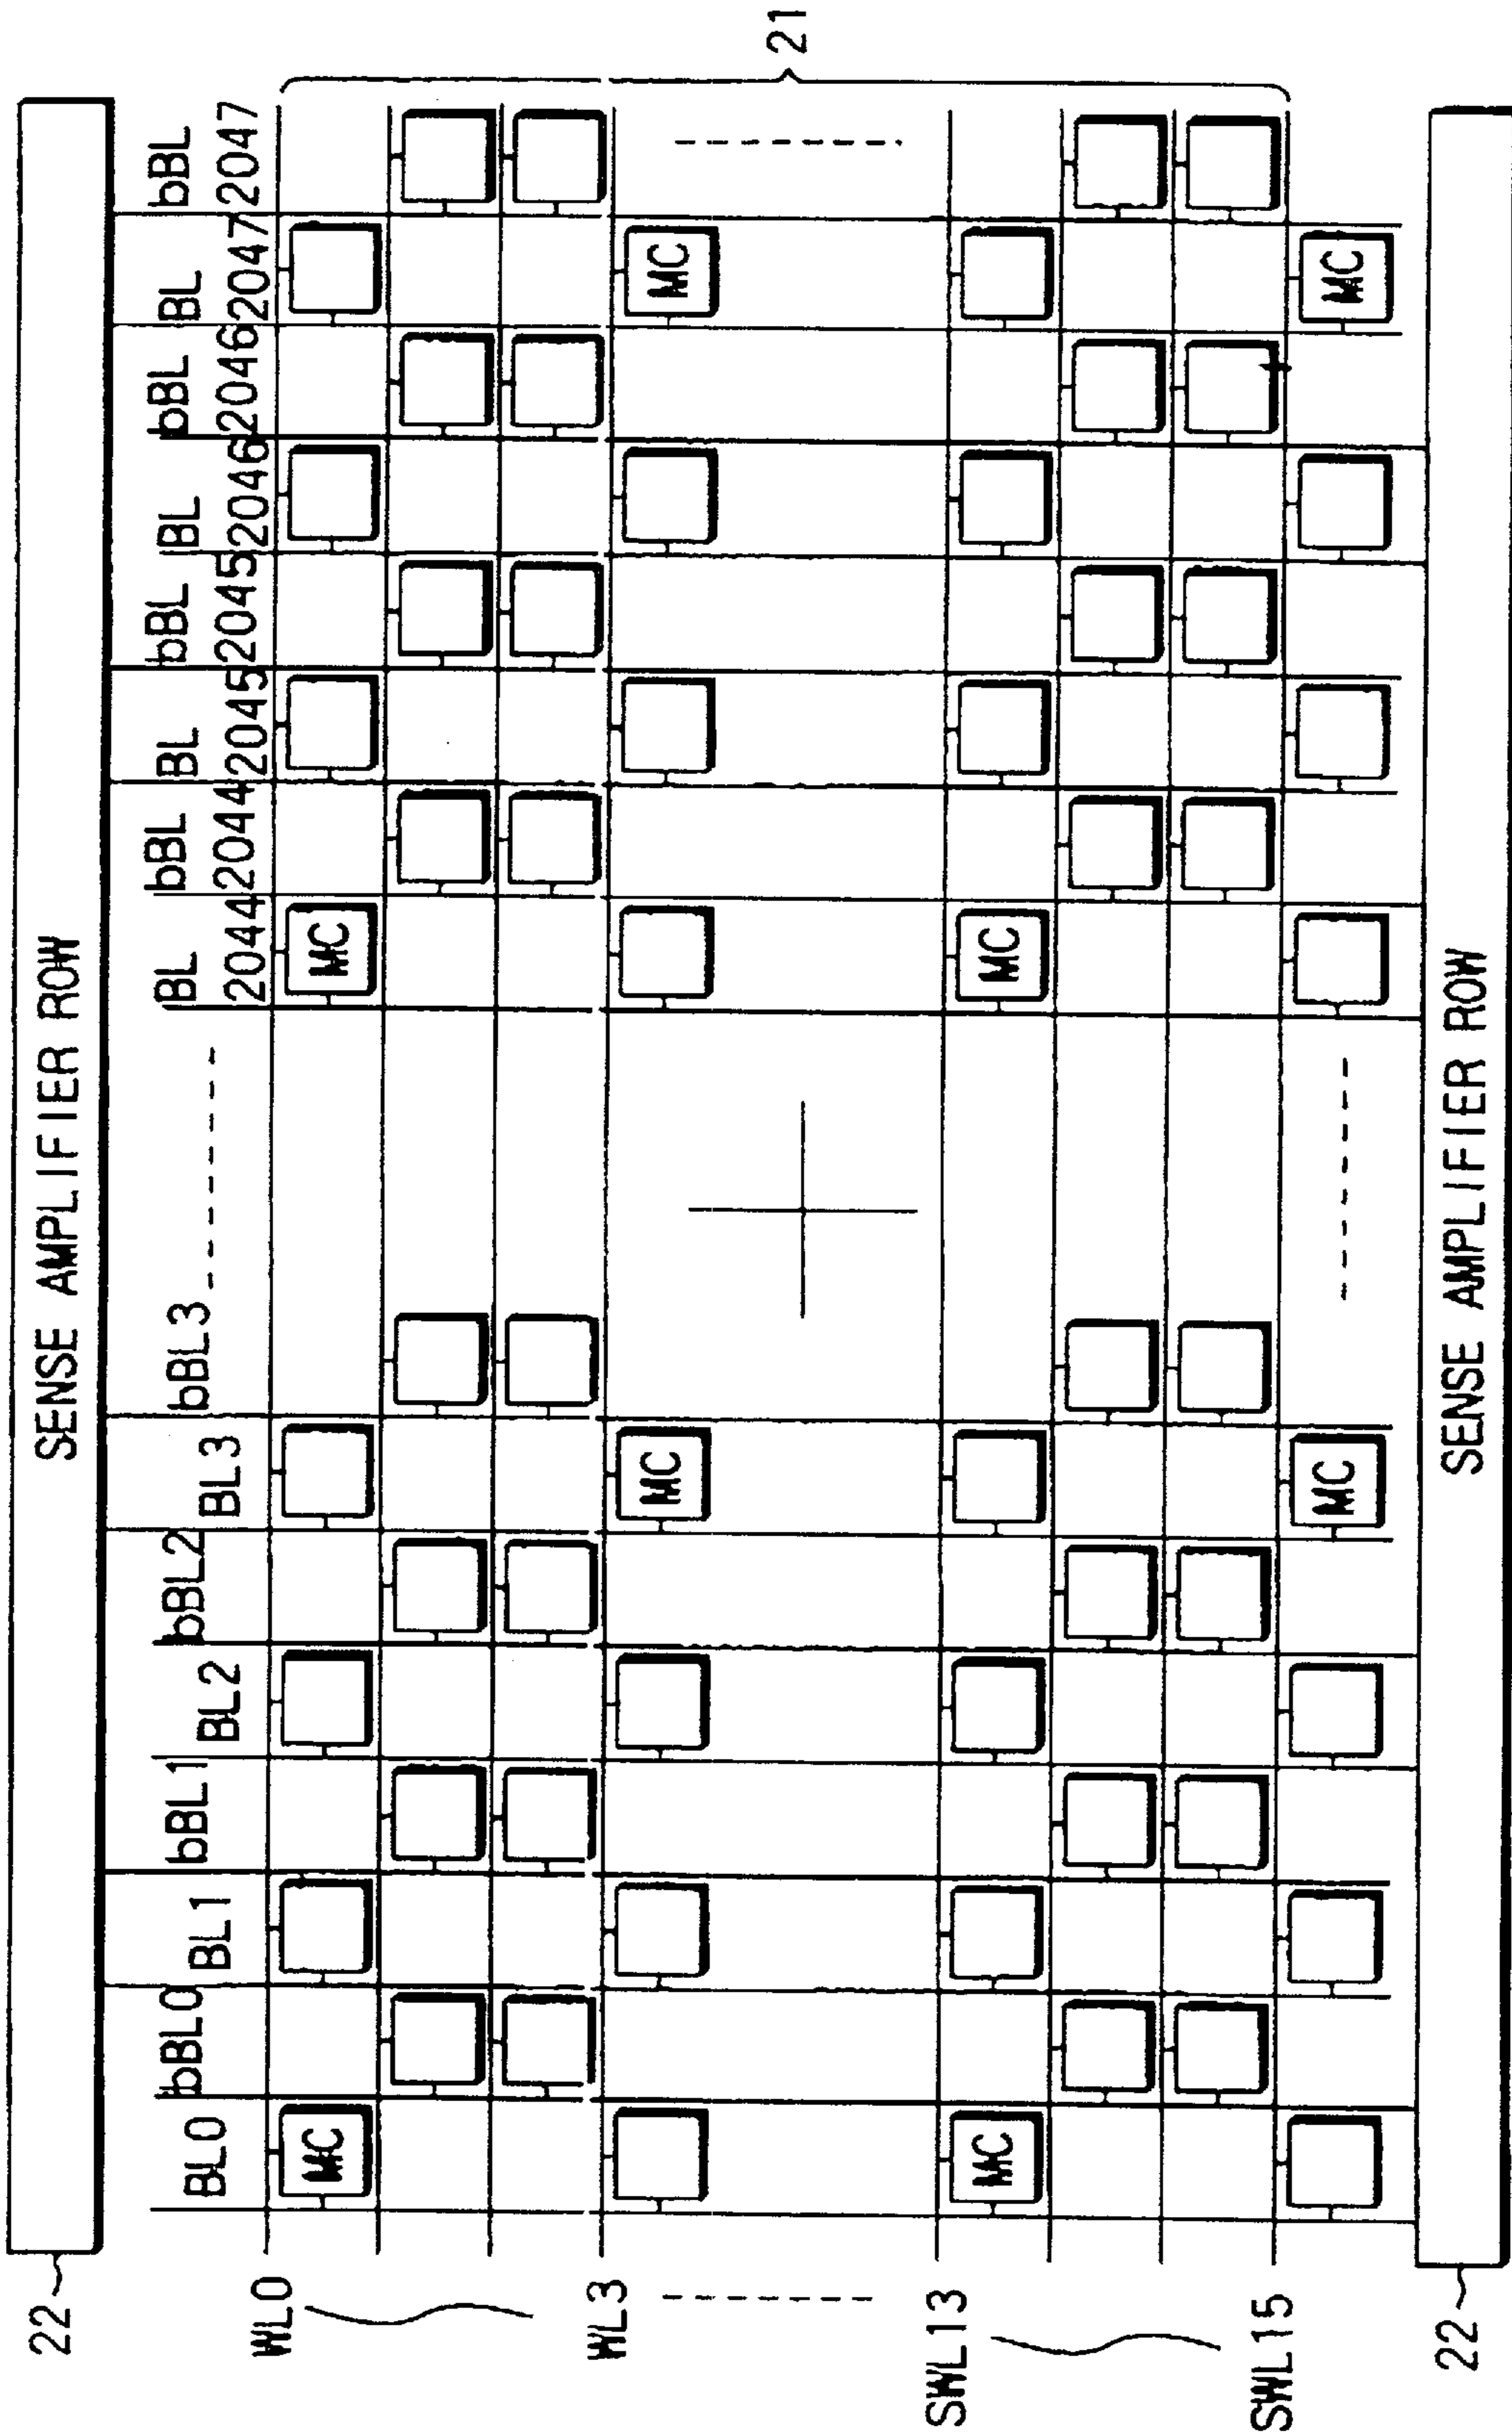 22
SENSE AMPLIFIER ROW
BL0
bBL0
BL1
bBL1
BL2
bBL2
BL3
bBL3
BL
2044
bBL
2044
BL
2045
bBL
2045
BL
2046
bBL
2046
BL
2047
bBL
2047
WL0
MC
MC
WL3
MC
MC
21
SWL13
MC
MC
SWL15
MC
MC
22
SENSE AMPLIFIER ROW